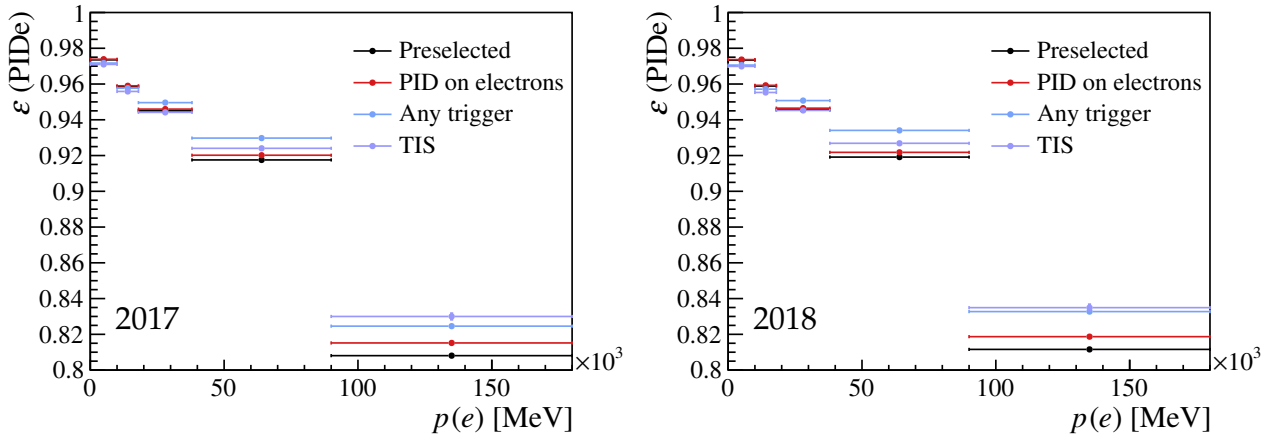 ε (PIDe)
1
0.98
0.96
0.94
0.92
0.9
0.88
0.86
0.84
0.82
0.8
Preselected
PID on electrons
Any trigger
TIS
2017
0 50 100 150
×10³
p(e) [MeV]
ε (PIDe)
1
0.98
0.96
0.94
0.92
0.9
0.88
0.86
0.84
0.82
0.8
Preselected
PID on electrons
Any trigger
TIS
2018
0 50 100 150
×10³
p(e) [MeV]